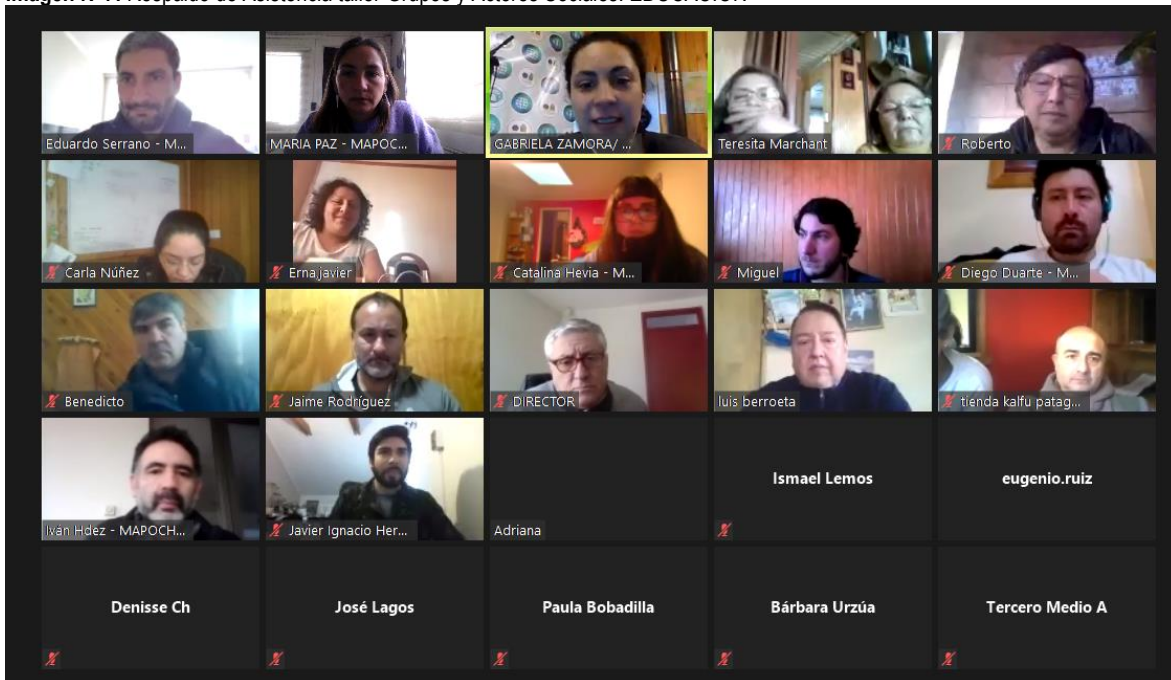 Eduardo Serrano - M...
MARIA PAZ - MAPOC...
GABRIELA ZAMORA/ ...
Teresita Marchant
Roberto
Carla Núñez
Erna javier
Catalina Hevia - M...
Miguel
Diego Duarte - M...
Benedicto
Jaime Rodríguez
DIRECTOR
luis berroeta
tienda kalfu patag...
Iván Hdez - MAPOCH...
Javier Ignacio Her...
Adriana
Ismael Lemos
eugenio.ruiz
Denisse Ch
José Lagos
Paula Bobadilla
Bárbara Urzúa
Tercero Medio A